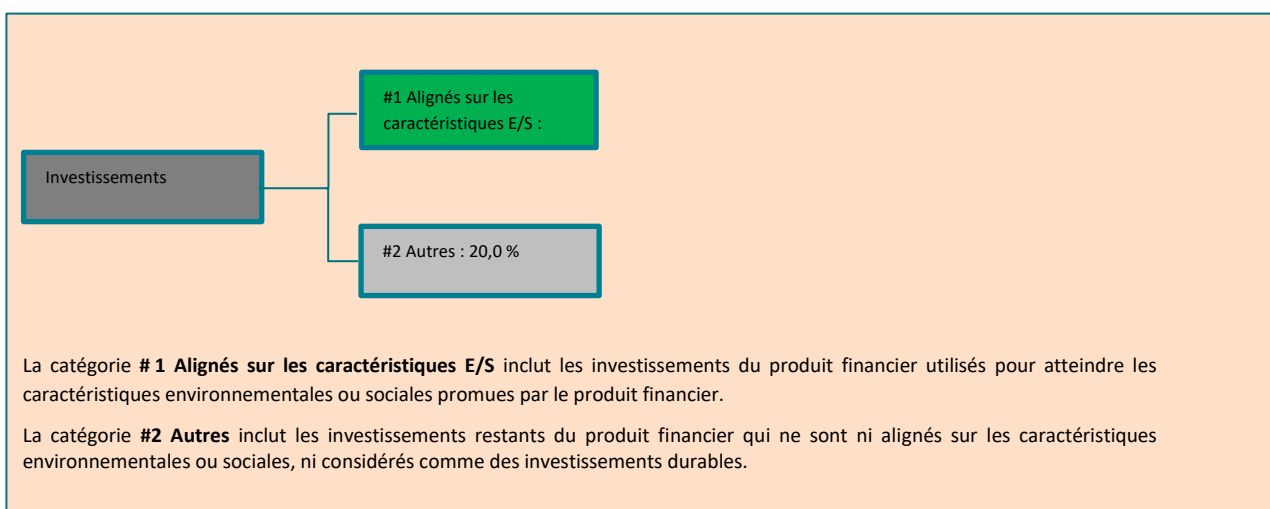 #1 Alignés sur les
caractéristiques E/S :
Investissements
#2 Autres : 20,0 %
La catégorie # 1 Alignés sur les caractéristiques E/S inclut les investissements du produit financier utilisés pour atteindre les
caractéristiques environnementales ou sociales promues par le produit financier.
La catégorie #2 Autres inclut les investissements restants du produit financier qui ne sont ni alignés sur les caractéristiques
environnementales ou sociales, ni considérés comme des investissements durables.